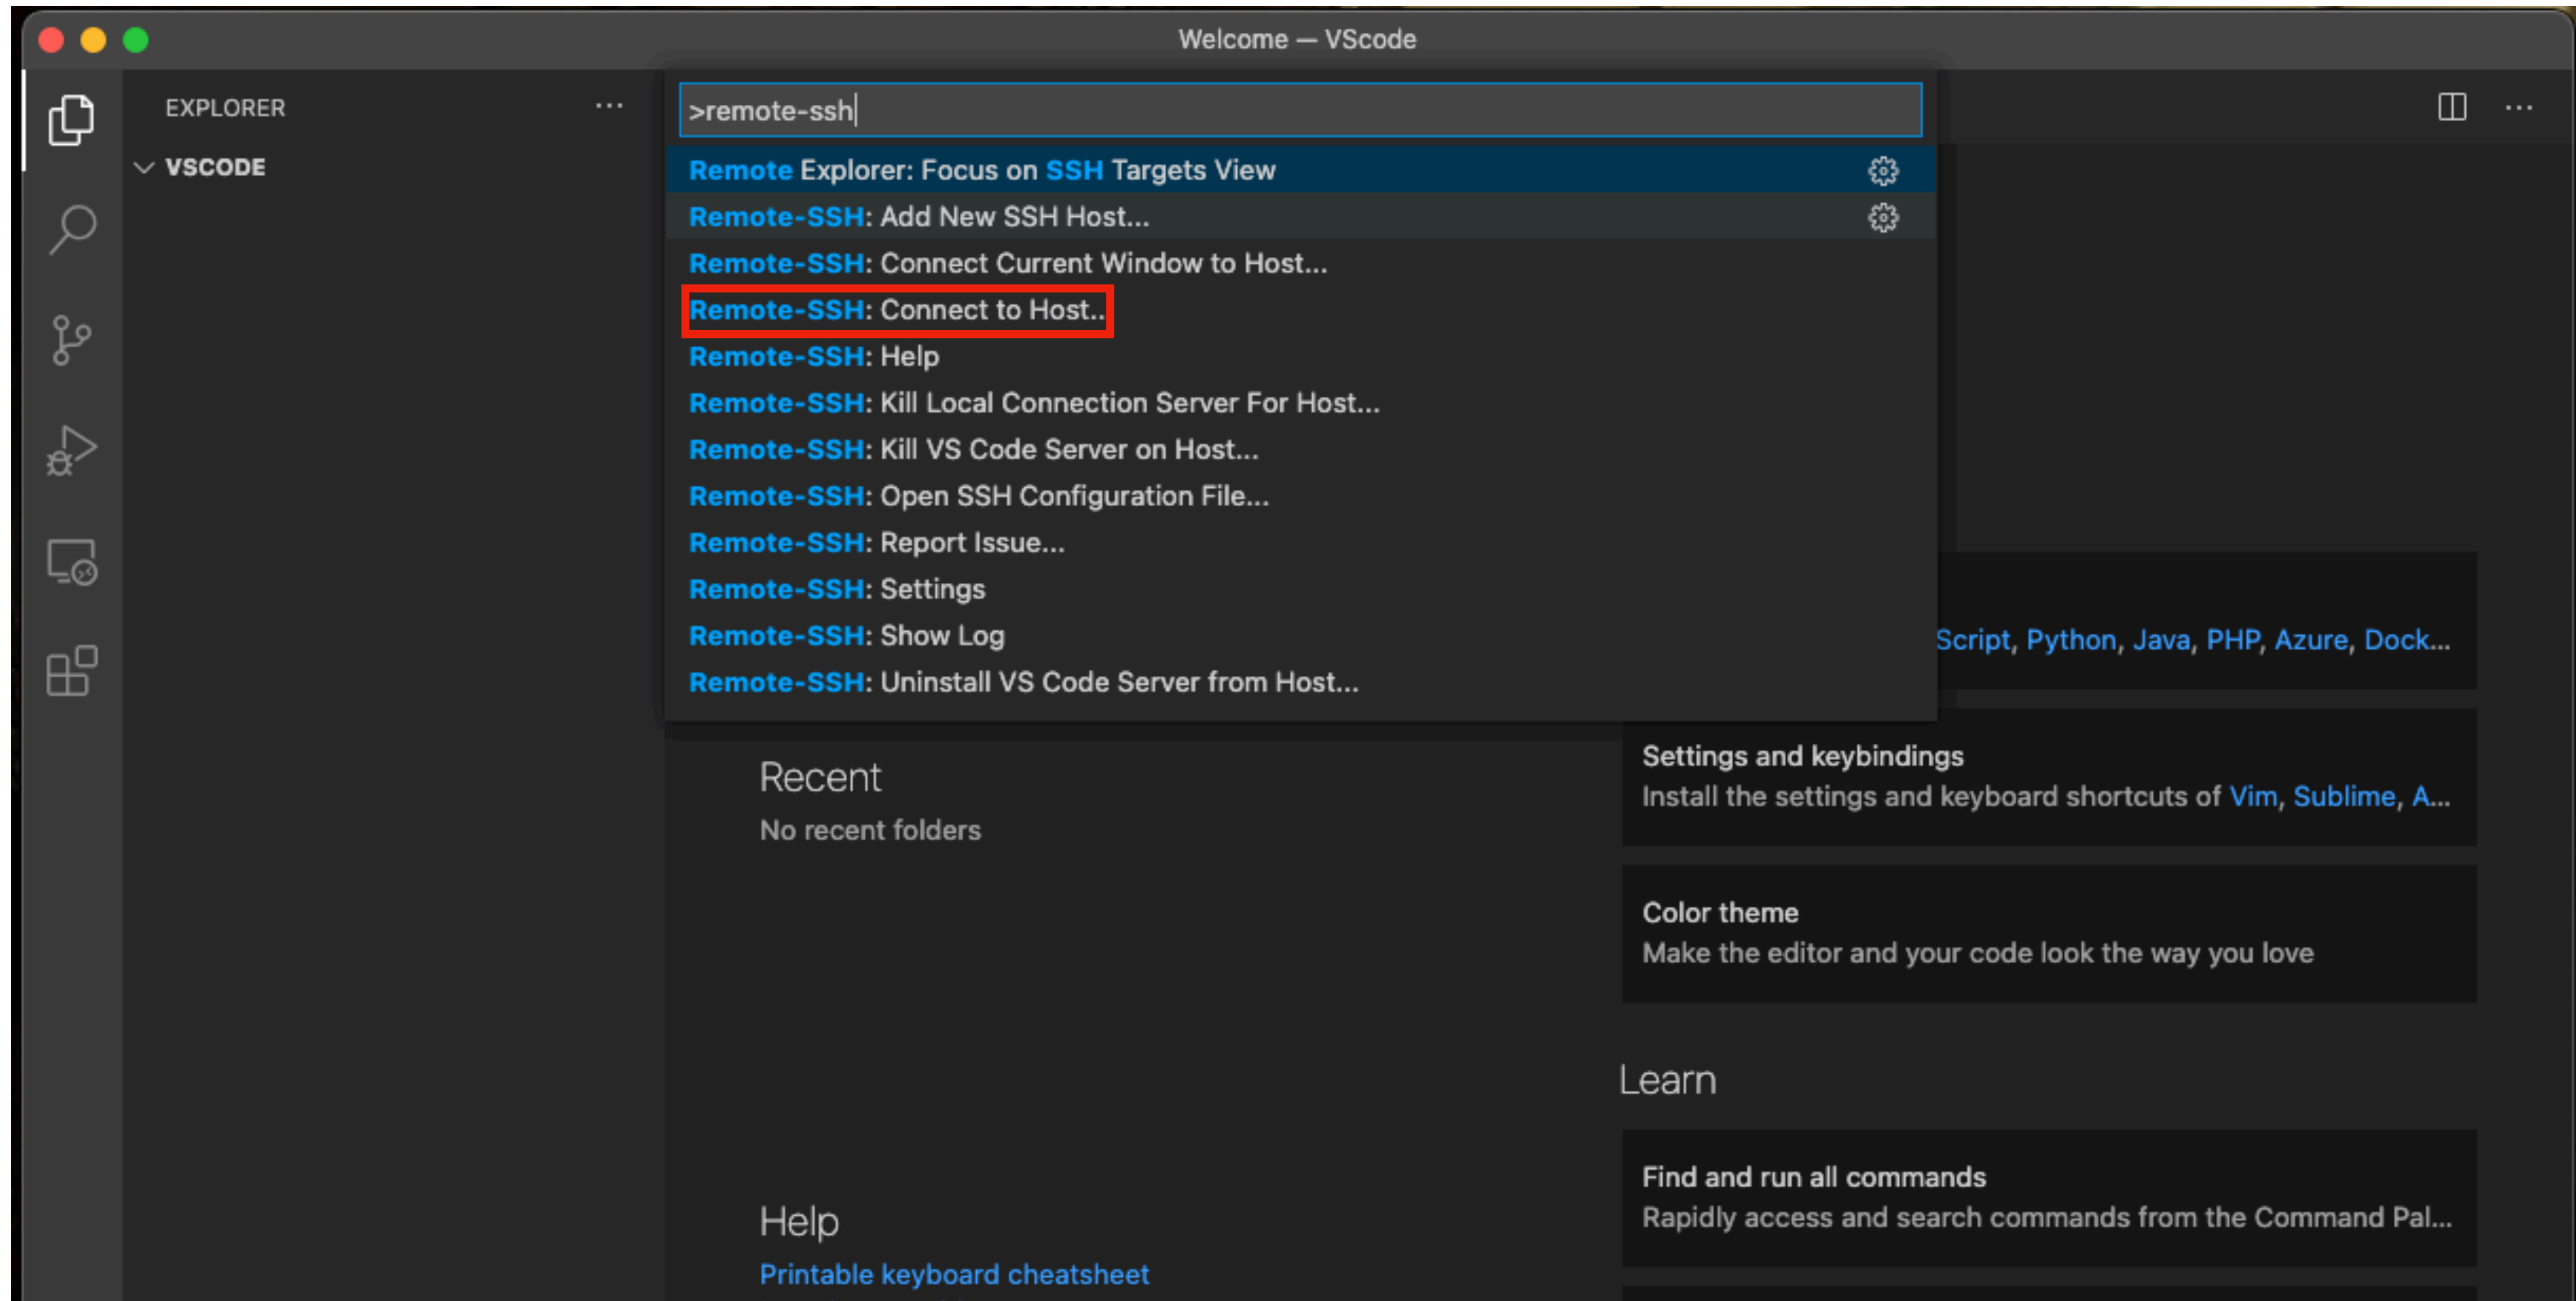 Welcome — VScode
EXPLORER
VSCODE
>remote-ssh
Remote Explorer: Focus on SSH Targets View
Remote-SSH: Add New SSH Host...
Remote-SSH: Connect Current Window to Host...
Remote-SSH: Connect to Host..
Remote-SSH: Help
Remote-SSH: Kill Local Connection Server For Host...
Remote-SSH: Kill VS Code Server on Host...
Remote-SSH: Open SSH Configuration File...
Remote-SSH: Report Issue...
Remote-SSH: Settings
Remote-SSH: Show Log
Remote-SSH: Uninstall VS Code Server from Host...
Recent
No recent folders
Help
Printable keyboard cheatsheet
Script, Python, Java, PHP, Azure, Dock...
Settings and keybindings
Install the settings and keyboard shortcuts of Vim, Sublime, A...
Color theme
Make the editor and your code look the way you love
Learn
Find and run all commands
Rapidly access and search commands from the Command Pal...